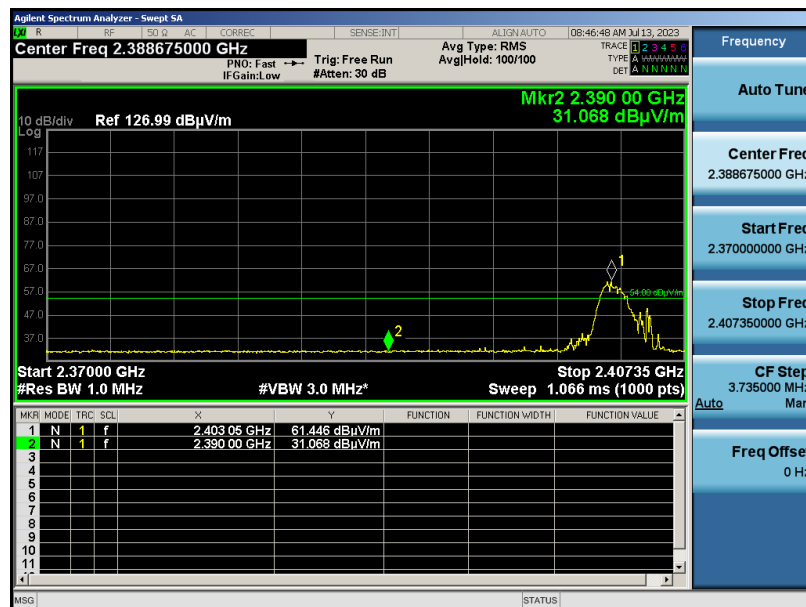 Agilent Spectrum Analyzer - Swept SA
LXI R RF 50 Ω AC CORREC SENSE:INT ALIGN AUTO 08:46:48 AM Jul 13, 2023
Center Freq 2.388675000 GHz
PNO: Fast
IFGain:Low
Trig: Free Run
#Atten: 30 dB
Avg Type: RMS
Avg|Hold: 100/100
TRACE 1 2 3 4 5 6
TYPE A
DET A N N N N N
Mkr2 2.390 00 GHz
31.068 dBµV/m
10 dB/div Ref 126.99 dBµV/m
Log
117
107
97.0
87.0
77.0
67.0
57.0
47.0
37.0
1
54.00 dBµV/m
2
Start 2.37000 GHz Stop 2.40735 GHz
#Res BW 1.0 MHz #VBW 3.0 MHz* Sweep 1.066 ms (1000 pts)
MKR MODE TRC SCL X Y FUNCTION FUNCTION WIDTH FUNCTION VALUE
1 N 1 f 2.403 05 GHz 61.446 dBµV/m
2 N 1 f 2.390 00 GHz 31.068 dBµV/m
3
4
5
6
7
8
9
10
11
MSG STATUS
Frequency
Auto Tune
Center Freq
2.388675000 GHz
Start Freq
2.370000000 GHz
Stop Freq
2.407350000 GHz
CF Step
3.735000 MHz
Auto Man
Freq Offset
0 Hz